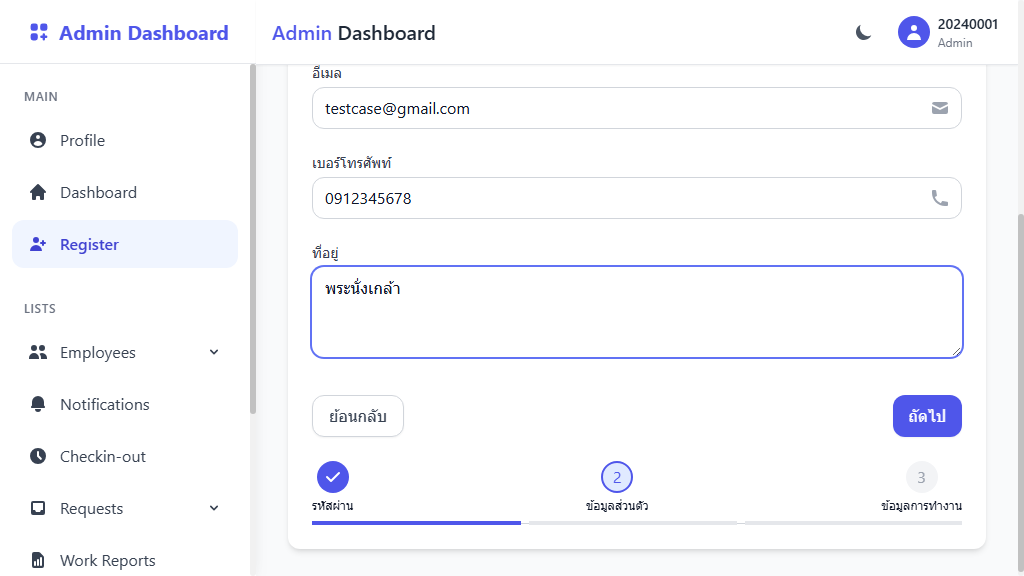 Admin Dashboard
Admin Dashboard
20240001
Admin
MAIN
Profile
Dashboard
Register
LISTS
Employees
Notifications
Checkin-out
Requests
Work Reports
อีเมล
testcase@gmail.com
เบอร์โทรศัพท์
0912345678
ที่อยู่
พระนั่งเกล้า
ย้อนกลับ
ถัดไป
2
3
รหัสผ่าน
ข้อมูลส่วนตัว
ข้อมูลการทำงาน